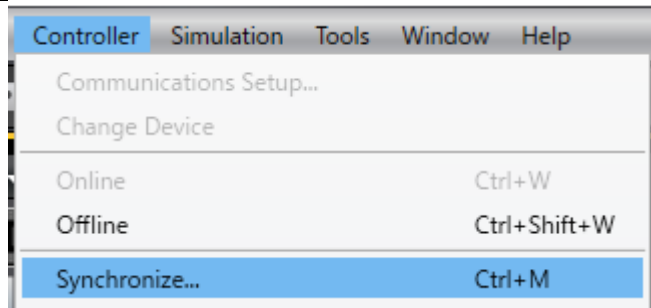 Controller Simulation Tools Window Help
Communications Setup...
Change Device
Online Ctrl+W
Offline Ctrl+Shift+W
Synchronize... Ctrl+M